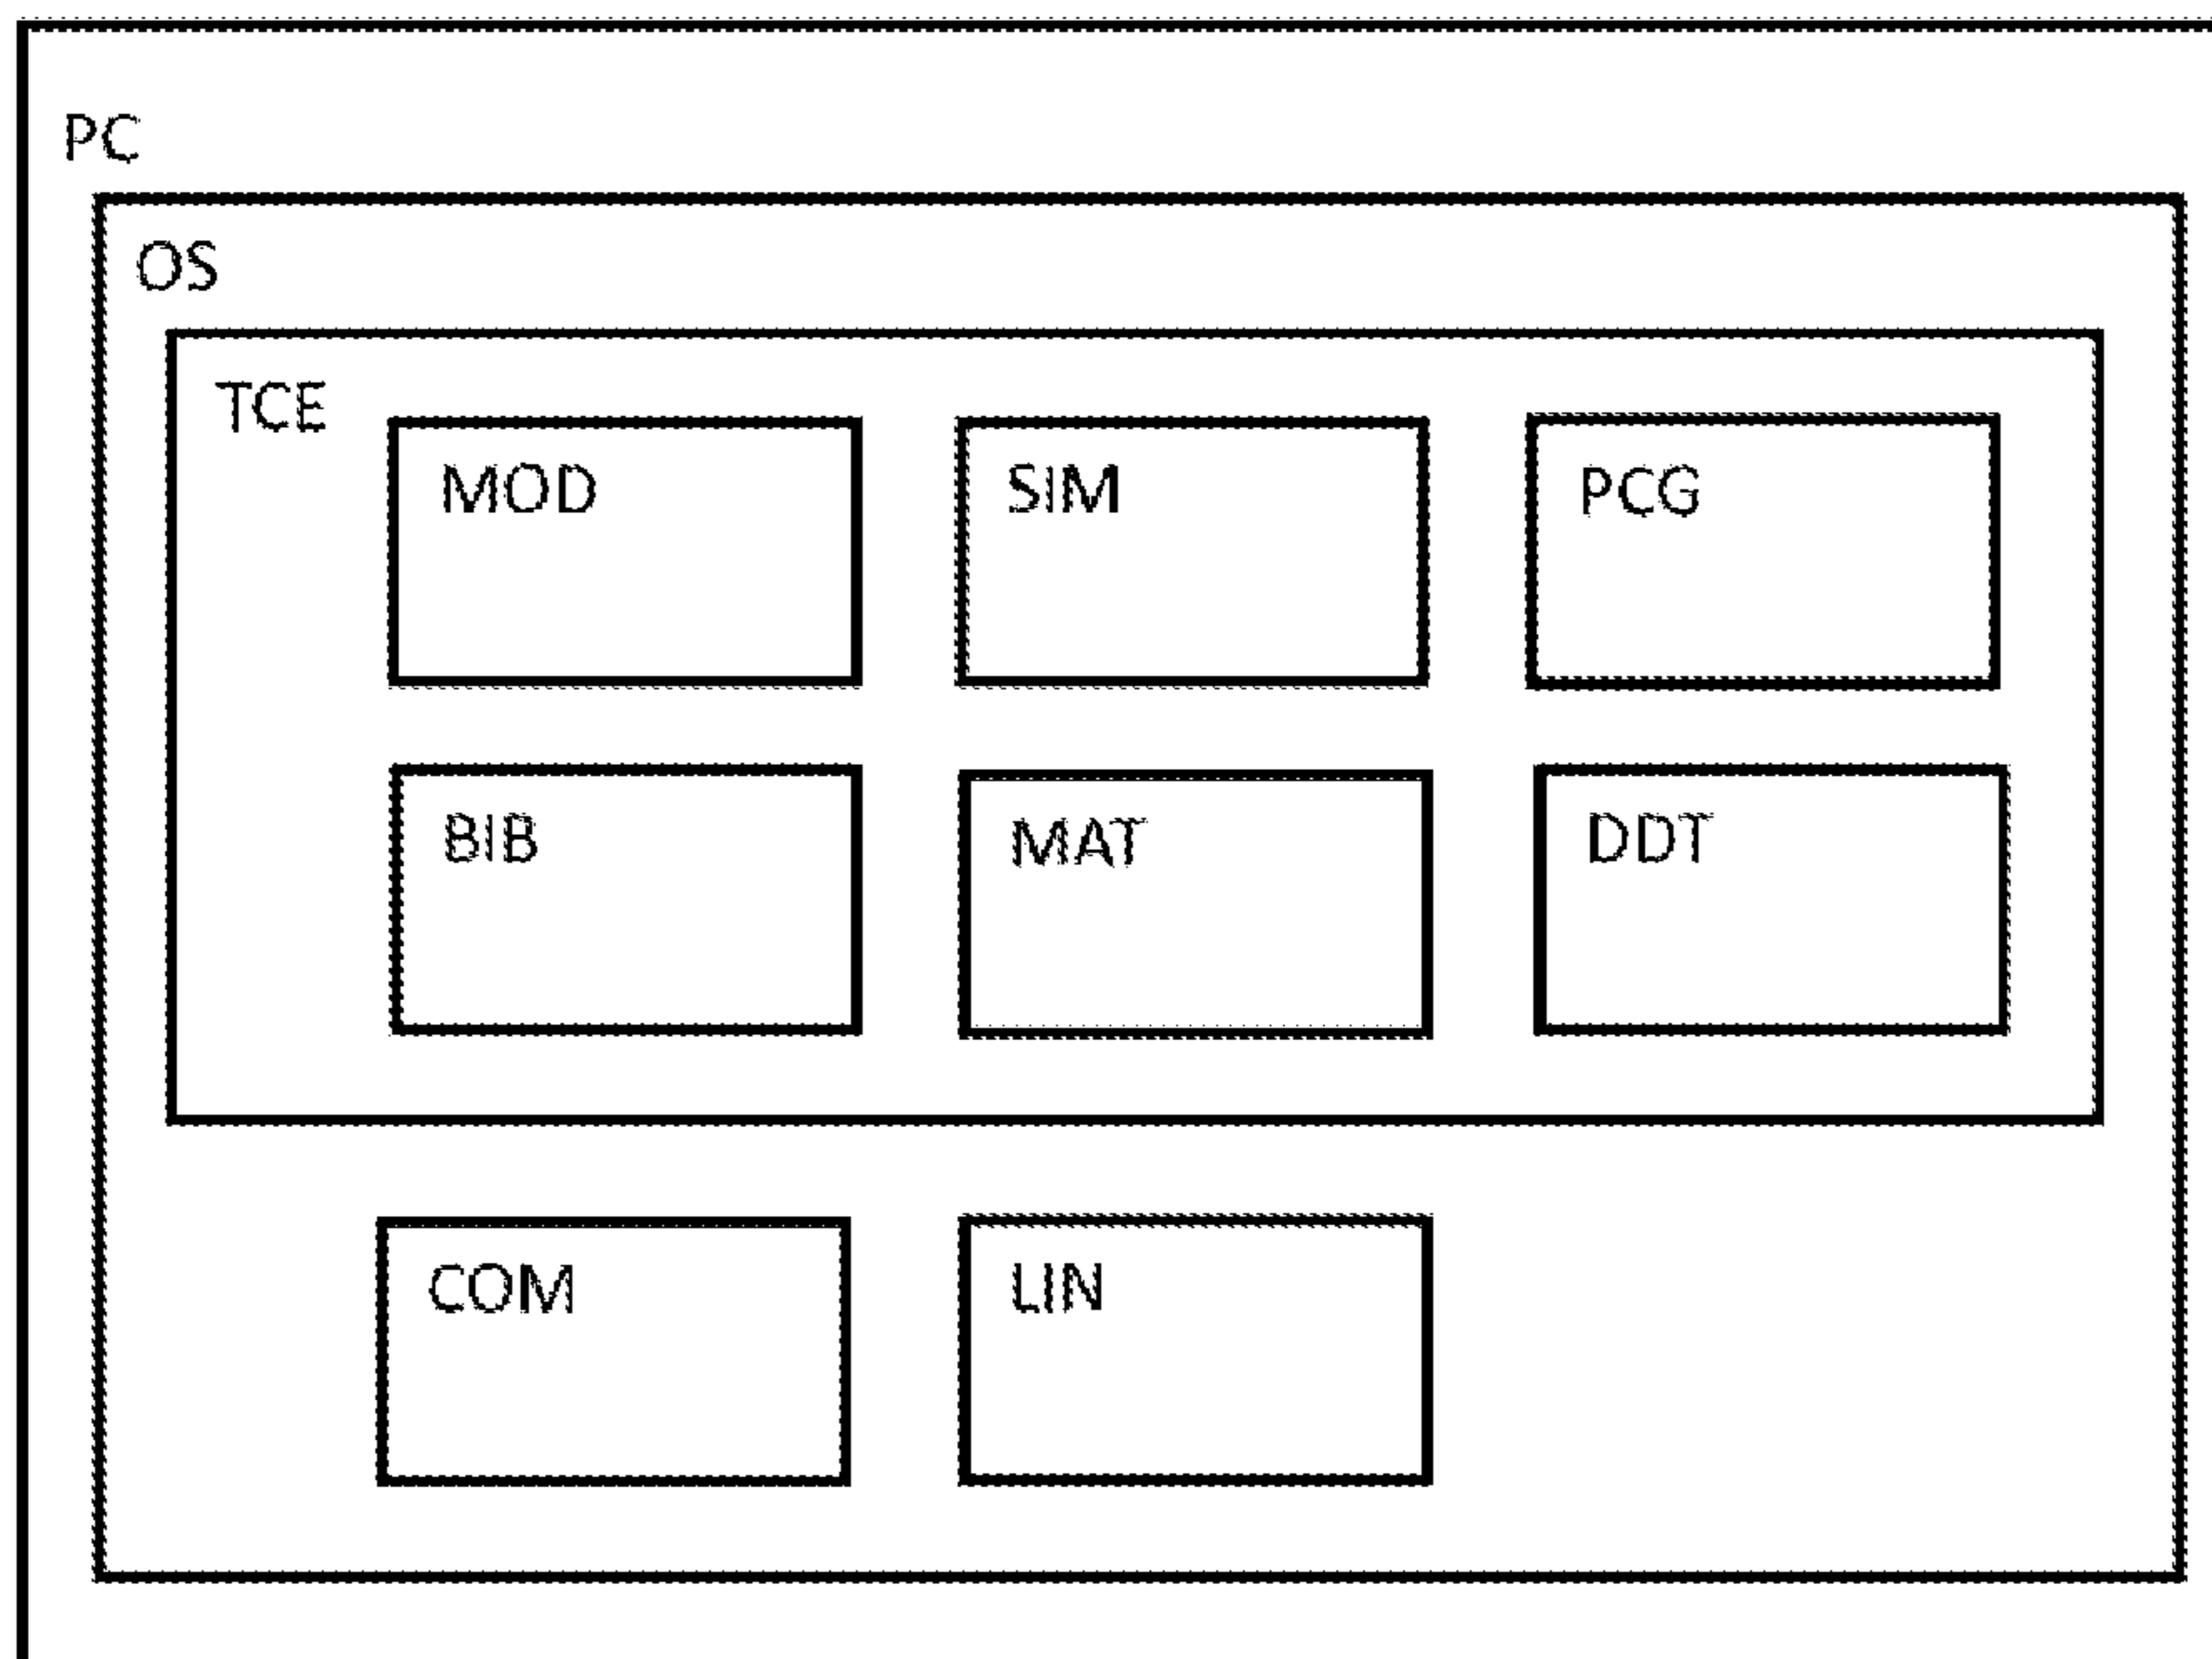 PC
OS
TCE
MOD
SIM
PCG
BIB
MAT
DDT
COM
LIN